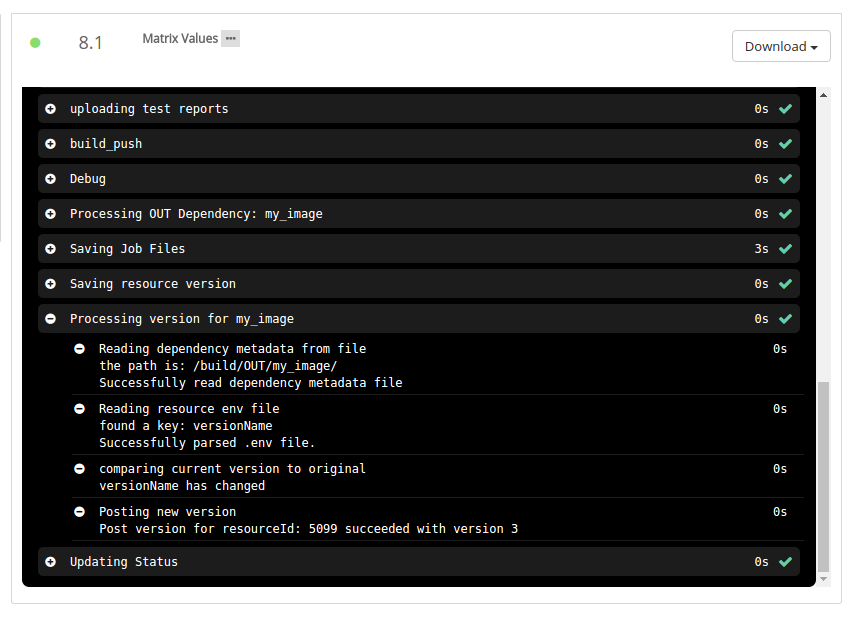 8.1 Matrix Values ... Download
uploading test reports 0s
build_push 0s
Debug 0s
Processing OUT Dependency: my_image 0s
Saving Job Files 3s
Saving resource version 0s
Processing version for my_image 0s
Reading dependency metadata from file 0s
the path is: /build/OUT/my_image/
Successfully read dependency metadata file
Reading resource env file 0s
found a key: versionName
Successfully parsed .env file.
comparing current version to original 0s
versionName has changed
Posting new version 0s
Post version for resourceId: 5099 succeeded with version 3
Updating Status 0s